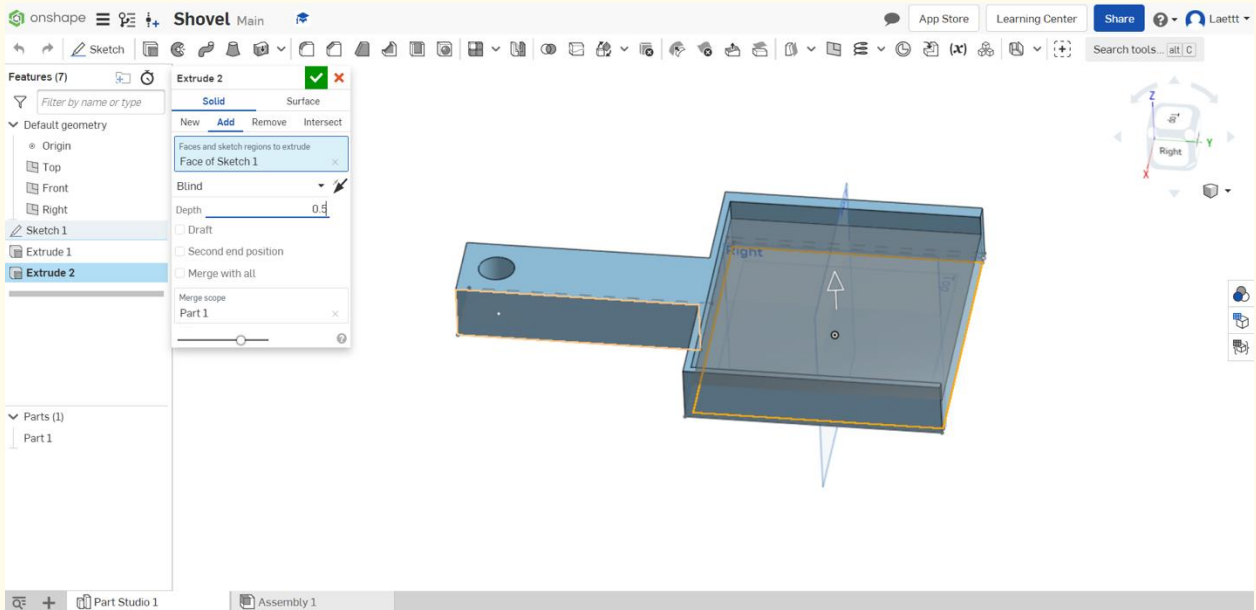 onshape Shovel Main App Store Learning Center Share Laettt
Sketch Search tools... alt C
Features (7)
Filter by name or type
Default geometry
Origin
Top
Front
Right
Sketch 1
Extrude 1
Extrude 2
Extrude 2
Solid Surface
New Add Remove Intersect
Faces and sketch regions to extrude
Face of Sketch 1
Blind
Depth 0.5
Draft
Second end position
Merge with all
Merge scope
Part 1
Right
Top
Z
Y
Right
X
Parts (1)
Part 1
Part Studio 1 Assembly 1